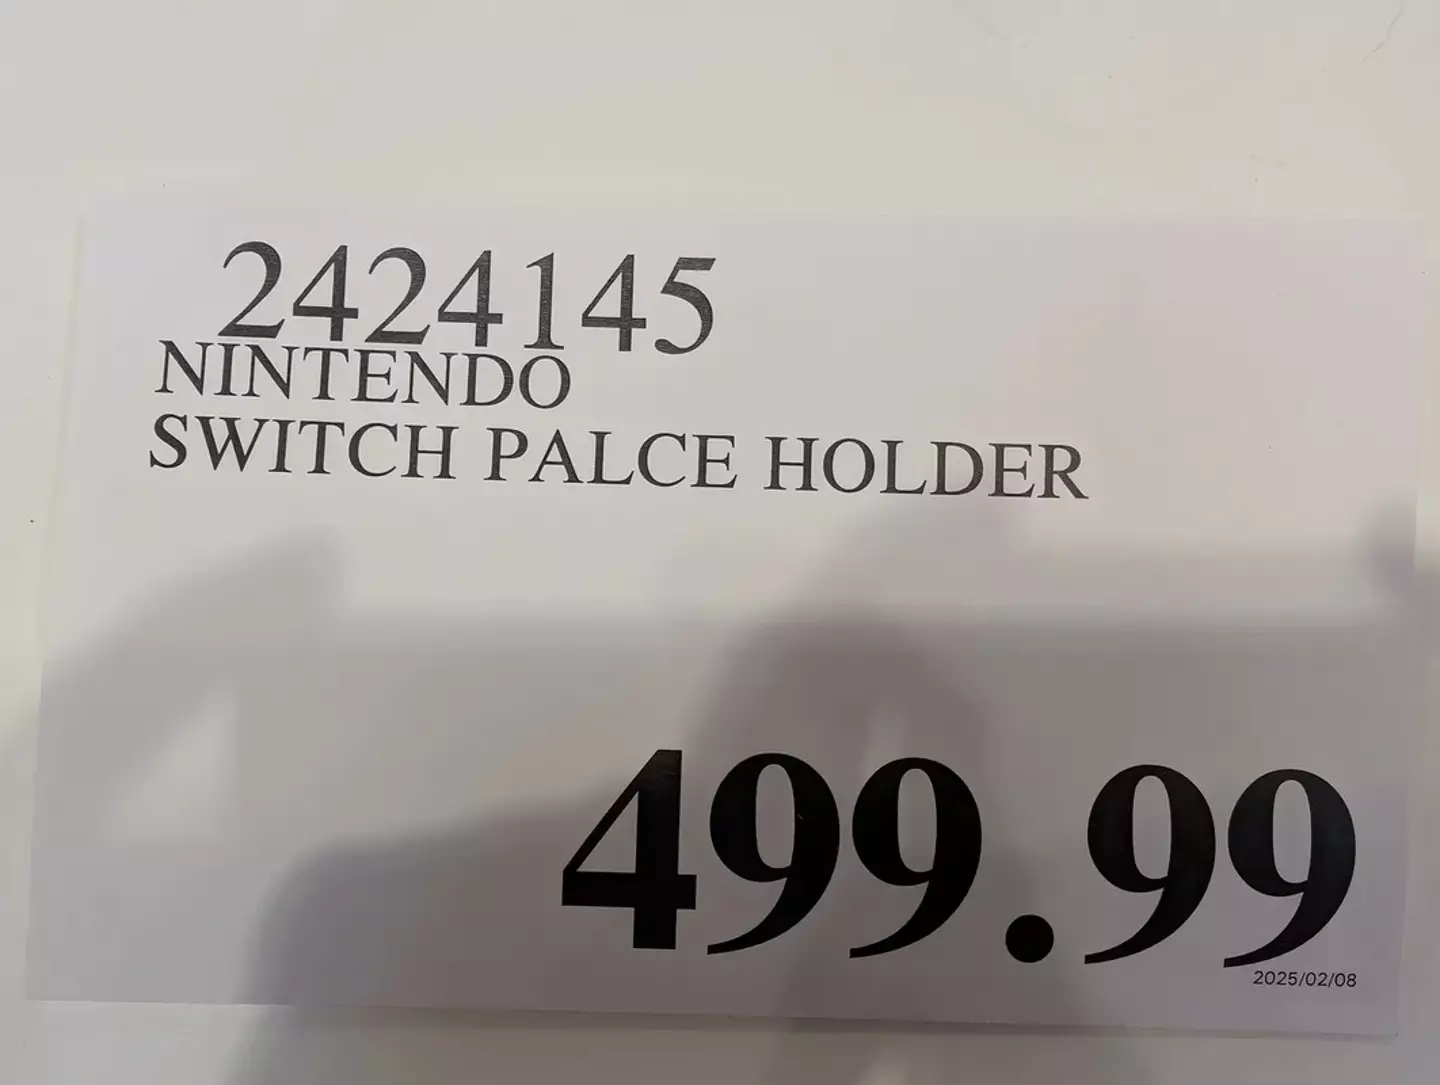 2424145
NINTENDO
SWITCH PALCE HOLDER
499.99
2025/02/08